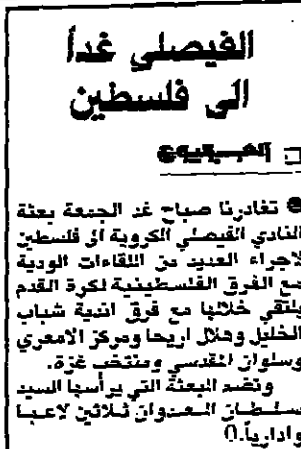 الفيصلي غداً
الى فلسطين
تغادرنا صباح غد الجمعة بعثة
النادي الفيصلي الكروية الى فلسطين
لاجراء العديد من اللقاءات الودية
مع الفرق الفلسطينية لكرة القدم
يلتقي خلالها مع فرق اندية شباب
الخليل وهلال اريحا ومركز الامعري
وسلوان المقدسي ومنتخب غزة.
وتضم البعثة التي يرأسها السيد
سلطان العدوان ثلاثين لاعبا
وادارياً.()